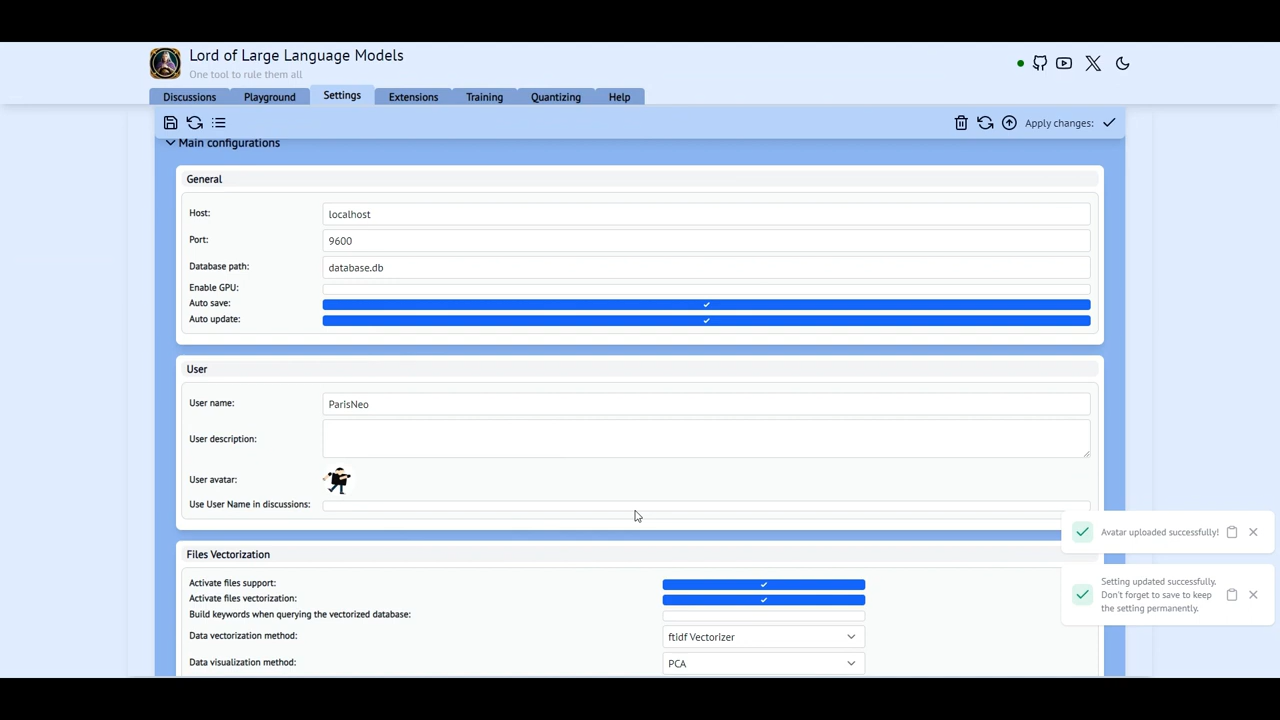 Lord of Large Language Models
One tool to rule them all
Discussions Playground Settings Extensions Training Quantizing Help
Apply changes:
Main configurations
General
Host: localhost
Port: 9600
Database path: database.db
Enable GPU:
Auto save:
Auto update:
User
User name: ParisNeo
User description:
User avatar:
Use User Name in discussions:
Avatar uploaded successfully!
Files Vectorization
Activate files support:
Setting updated successfully.
Don't forget to save to keep
the setting permanently.
Activate files vectorization:
Build keywords when querying the vectorized database:
Data vectorization method: ftidf Vectorizer
Data visualization method: PCA